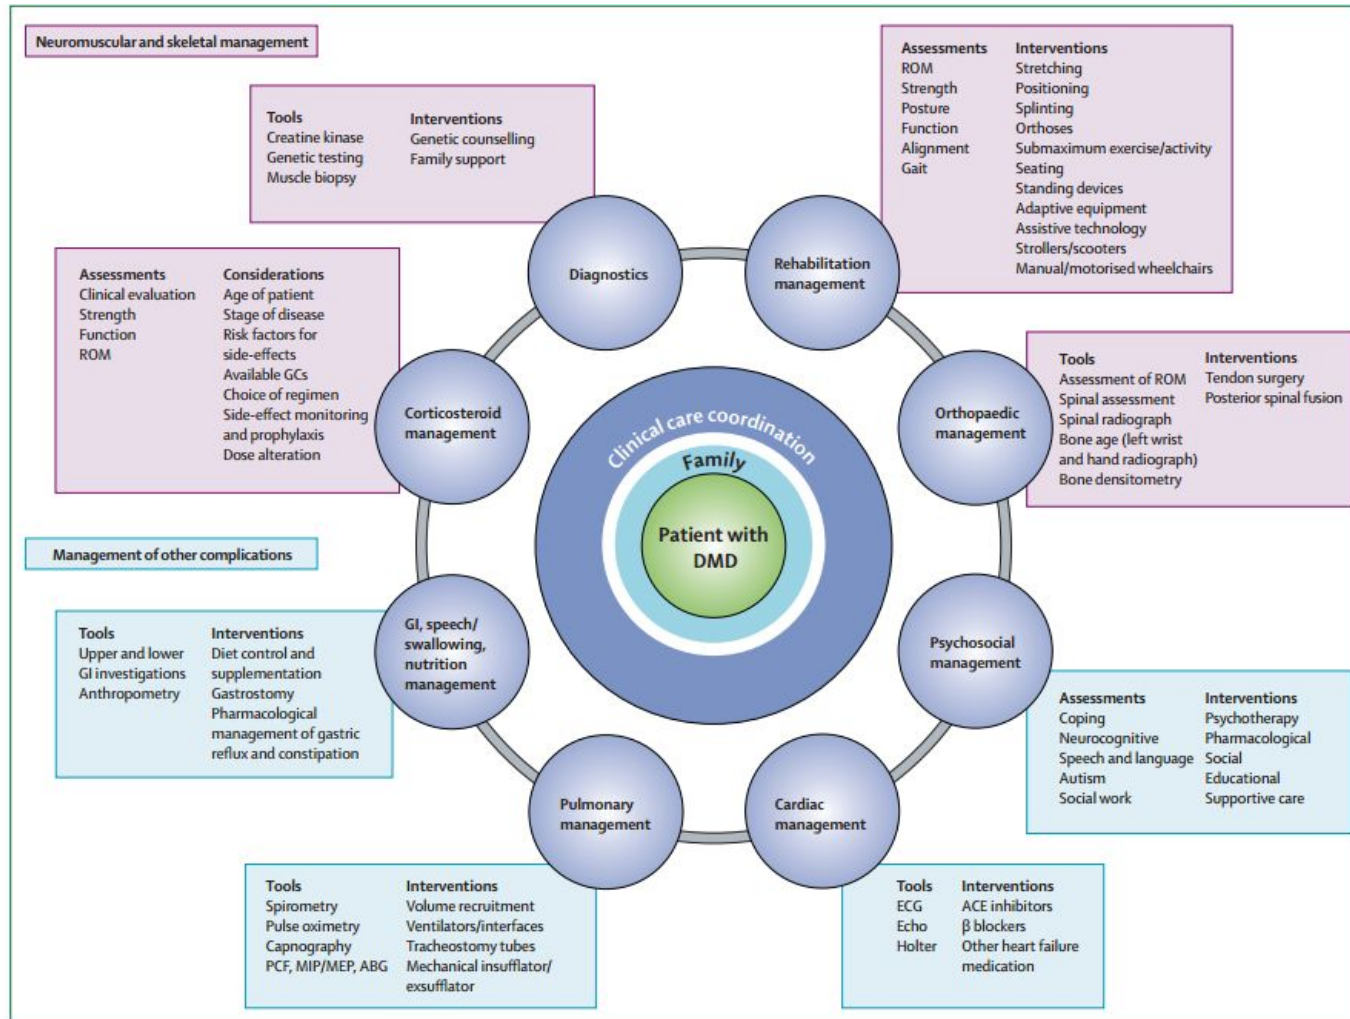 Neuromuscular and skeletal management
Tools
Creatine kinase
Genetic testing
Muscle biopsy
Interventions
Genetic counselling
Family support
Diagnostics
Assessments
ROM
Strength
Posture
Function
Alignment
Gait
Interventions
Stretching
Positioning
Splinting
Orthoses
Submaximum exercise/activity
Seating
Standing devices
Adaptive equipment
Assistive technology
Strollers/scooters
Manual/motorised wheelchairs
Rehabilitation
management
Assessments
Clinical evaluation
Strength
Function
ROM
Considerations
Age of patient
Stage of disease
Risk factors for
side-effects
Available GCs
Choice of regimen
Side-effect monitoring
and prophylaxis
Dose alteration
Corticosteroid
management
Tools
Assessment of ROM
Spinal assessment
Spinal radiograph
Bone age (left wrist
and hand radiograph)
Bone densitometry
Interventions
Tendon surgery
Posterior spinal fusion
Orthopaedic
management
Clinical care coordination
Family
Patient with
DMD
Management of other complications
Tools
Upper and lower
GI investigations
Anthropometry
Interventions
Diet control and
supplementation
Gastrostomy
Pharmacological
management of gastric
reflux and constipation
GI, speech/
swallowing,
nutrition
management
Psychosocial
management
Assessments
Coping
Neurocognitive
Speech and language
Autism
Social work
Interventions
Psychotherapy
Pharmacological
Social
Educational
Supportive care
Pulmonary
management
Tools
Spirometry
Pulse oximetry
Capnography
PCF, MIP/MEP, ABG
Interventions
Volume recruitment
Ventilators/interfaces
Tracheostomy tubes
Mechanical insufflator/
exsufflator
Cardiac
management
Tools
ECG
Echo
Holter
Interventions
ACE inhibitors
β blockers
Other heart failure
medication